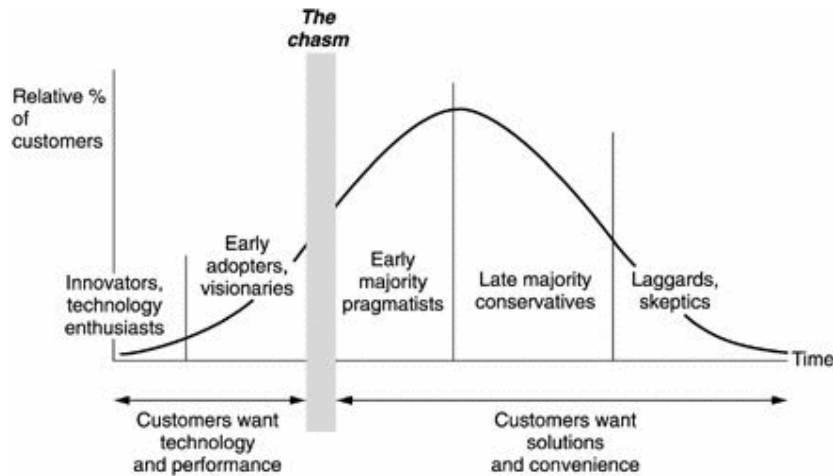 The
chasm
Relative %
of
customers
Innovators,
technology
enthusiasts
Early
adopters,
visionaries
Early
majority
pragmatists
Late majority
conservatives
Laggards,
skeptics
Time
Customers want
technology
and performance
Customers want
solutions
and convenience